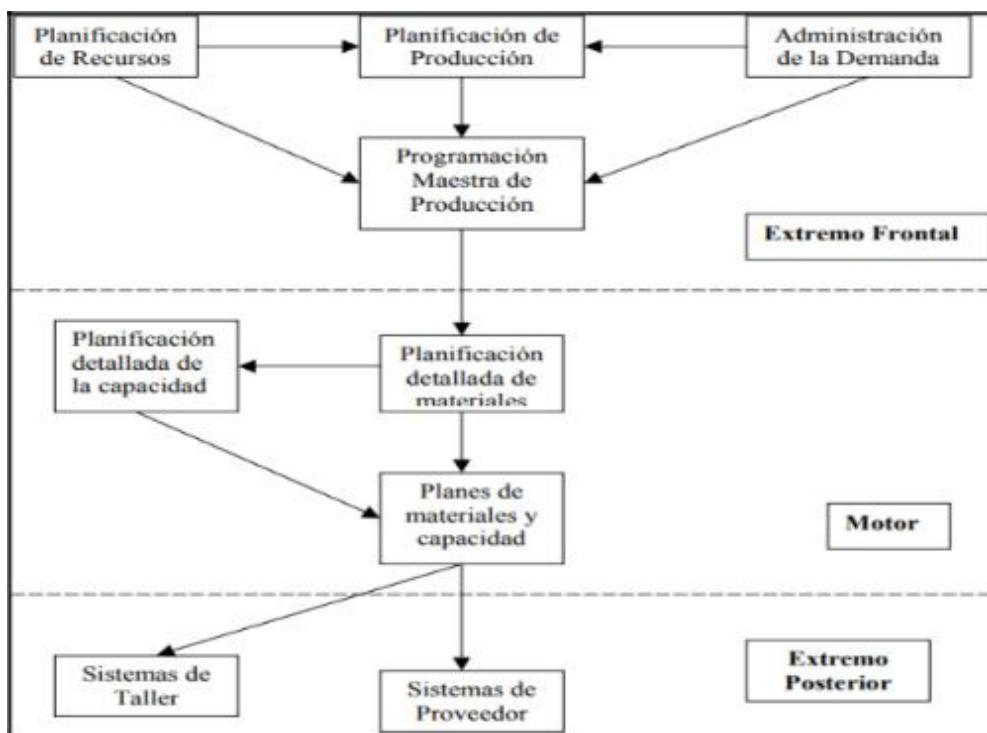 Planificación
de Recursos
Planificación de
Producción
Administración
de la Demanda
Programación
Maestra de
Producción
Extremo Frontal
Planificación
detallada de
la capacidad
Planificación
detallada de
materiales
Planes de
materiales y
capacidad
Motor
Sistemas de
Taller
Sistemas de
Proveedor
Extremo
Posterior